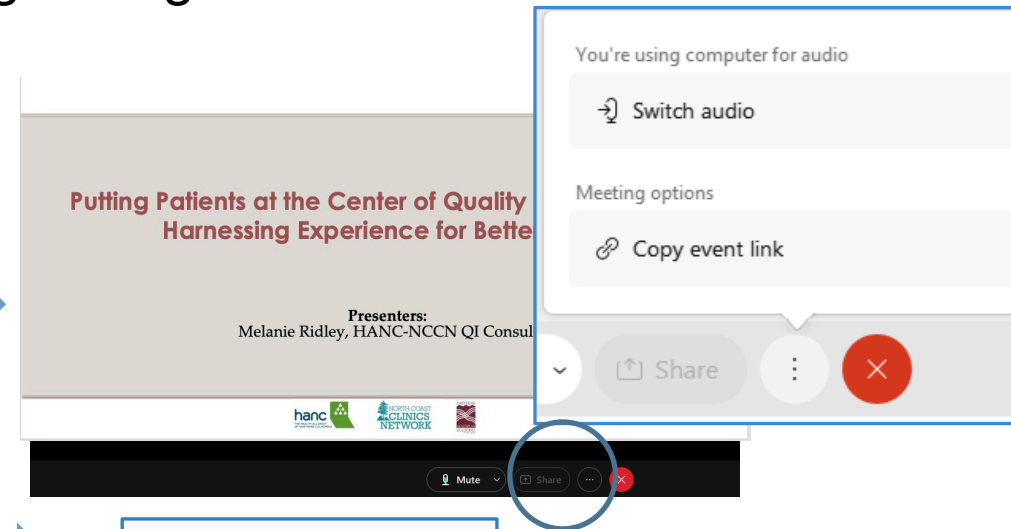 You're using computer for audio
Switch audio
Meeting options
Copy event link
Share
Putting Patients at the Center of Quality
Harnessing Experience for Bette
Presenters:
Melanie Ridley, HANC-NCCN QI Consul
hanc
NORTH COAST
CLINICS
NETWORK
Mute
Share